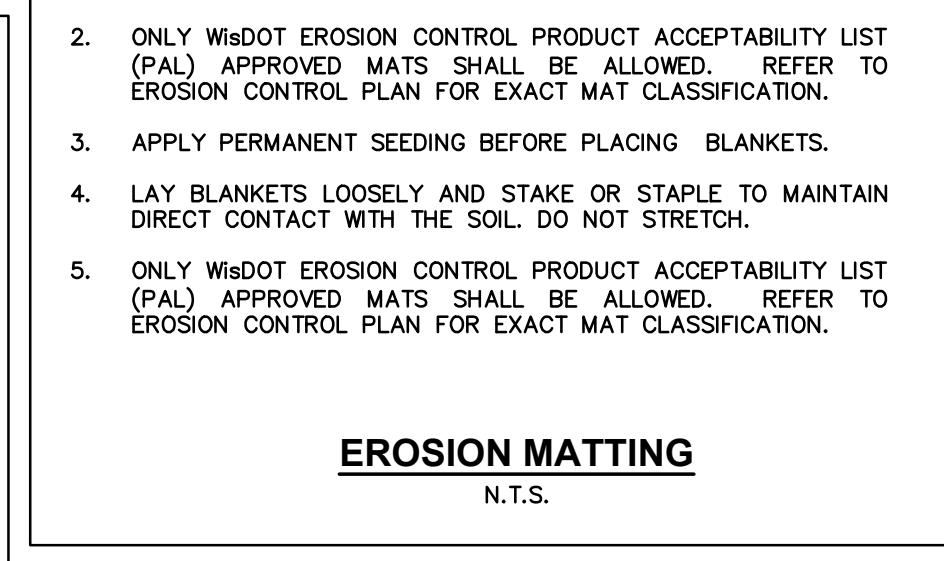 2. ONLY WisDOT EROSION CONTROL PRODUCT ACCEPTABILITY LIST
(PAL) APPROVED MATS SHALL BE ALLOWED. REFER TO
EROSION CONTROL PLAN FOR EXACT MAT CLASSIFICATION.
3. APPLY PERMANENT SEEDING BEFORE PLACING BLANKETS.
4. LAY BLANKETS LOOSELY AND STAKE OR STAPLE TO MAINTAIN
DIRECT CONTACT WITH THE SOIL. DO NOT STRETCH.
5. ONLY WisDOT EROSION CONTROL PRODUCT ACCEPTABILITY LIST
(PAL) APPROVED MATS SHALL BE ALLOWED. REFER TO
EROSION CONTROL PLAN FOR EXACT MAT CLASSIFICATION.
EROSION MATTING
N.T.S.